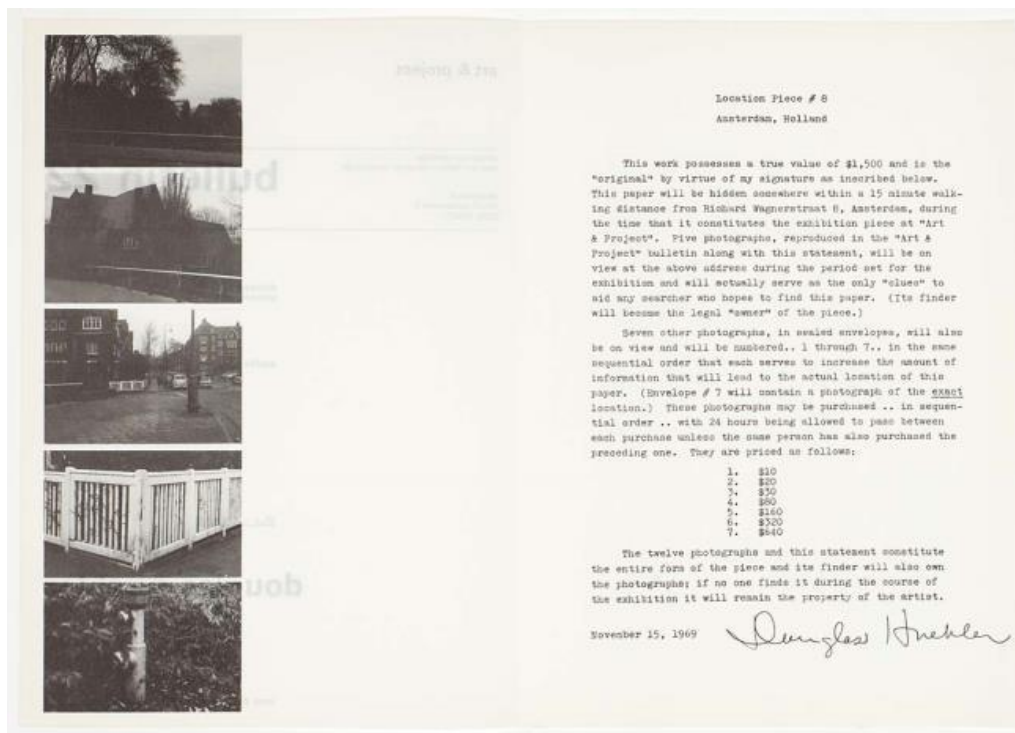 Location Piece # 8
Amsterdam, Holland
This work possesses a true value of $1,500 and is the
"original" by virtue of my signature as inscribed below.
This paper will be hidden somewhere within a 15 minute walk-
ing distance from Richard Wagnerstraat 8, Amsterdam, during
the time that it constitutes the exhibition piece at "Art
& Project". Five photographs, reproduced in the "Art &
Project" bulletin along with this statement, will be on
view at the above address during the period set for the
exhibition and will actually serve as the only "clues" to
aid any searcher who hopes to find this paper. (Its finder
will become the legal "owner" of the piece.)
Seven other photographs, in sealed envelopes, will also
be on view and will be numbered.. 1 through 7.. in the same
sequential order that each serves to increase the amount of
information that will lead to the actual location of this
paper. (Envelope # 7 will contain a photograph of the exact
location.) These photographs may be purchased .. in sequen-
tial order .. with 24 hours being allowed to pass between
each purchase unless the same person has also purchased the
preceding one. They are priced as follows:
1. $10
2. $20
3. $30
4. $80
5. $160
6. $320
7. $640
The twelve photographs and this statement constitute
the entire form of the piece and its finder will also own
the photographs; if no one finds it during the course of
the exhibition it will remain the property of the artist.
November 15, 1969 Douglas Huebler
art & project
bulletin 22
dou